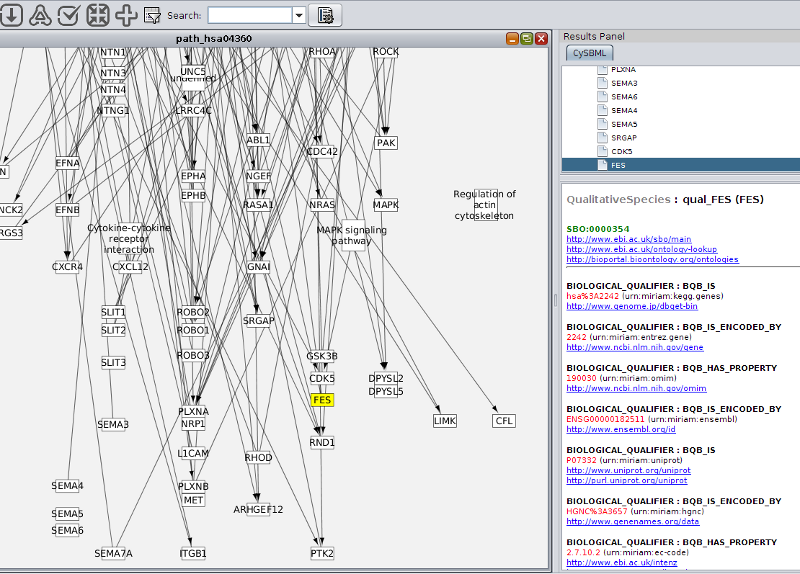 Search:
path_hsa04360
NTN1
UNC5
RHOA
ROCK
NTN3
undefined
NTN4
NTNG1
LRRC4C
ABL1
CDC42
PAK
EFNA
N
EPHA
NGEF
EPHB
RASA1
NRAS
MAPK
Regulation of
actin
cytoskeleton
NCK2
EFNB
RGS3
Cytokine-cytokine
receptor
interaction
MAPK signaling
pathway
CXCR4
CXCL12
GNAI
SLIT1
ROBO2
SRGAP
SLIT2
ROBO1
SLIT3
ROBO3
GSK3B
CDK5
DPYSL2
DPYSL5
FES
PLXNA
NRP1
SEMA3
LIMK
CFL
RND1
L1CAM
RHOD
SEMA4
PLXNB
MET
ARHGEF12
SEMA5
SEMA6
SEMA7A
ITGB1
PTK2
Results Panel
CySBML
PLXNA
SEMA3
SEMA6
SEMA4
SEMA5
SRGAP
CDK5
FES
QualitativeSpecies : qual_FES (FES)
SBO:0000354
http://www.ebi.ac.uk/sbo/main
http://www.ebi.ac.uk/ontology-lookup
http://bioportal.bioontology.org/ontologies
BIOLOGICAL_QUALIFIER : BQB_IS
hsa%3A2242 (urn:miriam:kegg.genes)
http://www.genome.jp/dbget-bin
BIOLOGICAL_QUALIFIER : BQB_IS_ENCODED_BY
2242 (urn:miriam:entrez.gene)
http://www.ncbi.nlm.nih.gov/gene
BIOLOGICAL_QUALIFIER : BQB_HAS_PROPERTY
190030 (urn:miriam:omim)
http://www.ncbi.nlm.nih.gov/omim
BIOLOGICAL_QUALIFIER : BQB_IS_ENCODED_BY
ENSG00000182511 (urn:miriam:ensembl)
http://www.ensembl.org/id
BIOLOGICAL_QUALIFIER : BQB_IS
P07332 (urn:miriam:uniprot)
http://www.uniprot.org/uniprot
http://purl.uniprot.org/uniprot
BIOLOGICAL_QUALIFIER : BQB_IS_ENCODED_BY
HGNC%3A3657 (urn:miriam:hgnc)
http://www.genenames.org/data
BIOLOGICAL_QUALIFIER : BQB_HAS_PROPERTY
2.7.10.2 (urn:miriam:ec-code)
http://www.ebi.ac.uk/intenz